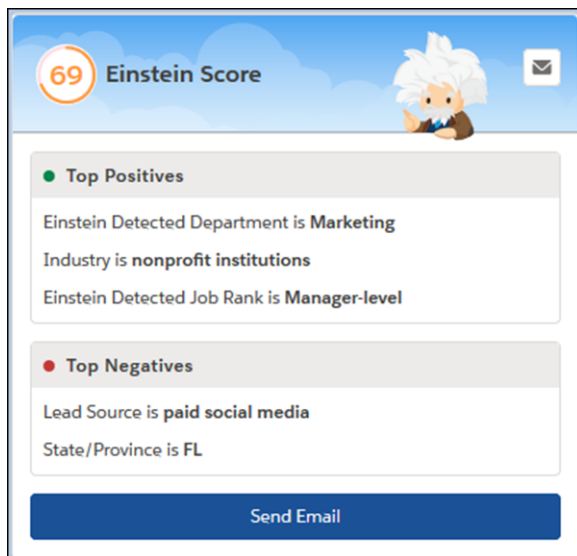 69 Einstein Score
Top Positives
Einstein Detected Department is Marketing
Industry is nonprofit institutions
Einstein Detected Job Rank is Manager-level
Top Negatives
Lead Source is paid social media
State/Province is FL
Send Email